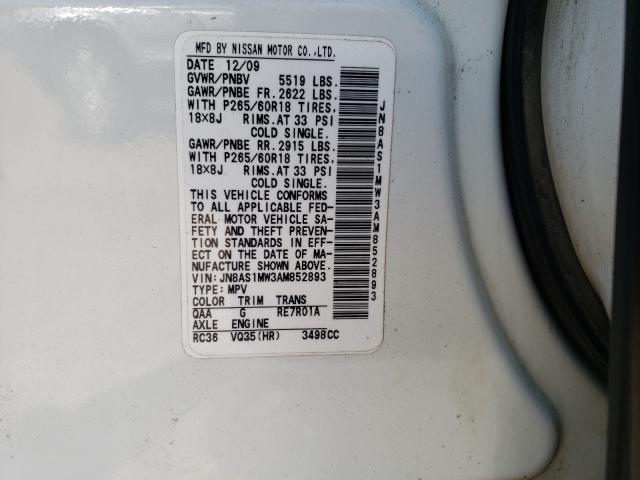 MFD BY NISSAN MOTOR CO.,LTD.
DATE 12/09
GVWR/PNBV 5519 LBS.
GAWR/PNBE FR.2622 LBS.
WITH P265/60R18 TIRES,
18X8J RIMS.AT 33 PSI
COLD SINGLE.
GAWR/PNBE RR.2915 LBS.
WITH P265/60R18 TIRES,
18X8J RIMS.AT 33 PSI
COLD SINGLE.
THIS VEHICLE CONFORMS
TO ALL APPLICABLE FED-
ERAL MOTOR VEHICLE SA-
FETY AND THEFT PREVEN-
TION STANDARDS IN EFF-
ECT ON THE DATE OF MA-
NUFACTURE SHOWN ABOVE.
VIN:JN8AS1MW3AM852893
TYPE:MPV
COLOR TRIM TRANS
QAA G RE7R01A
AXLE ENGINE
RC36 VQ35(HR) 3498CC
JN8AS1MW3AM852893